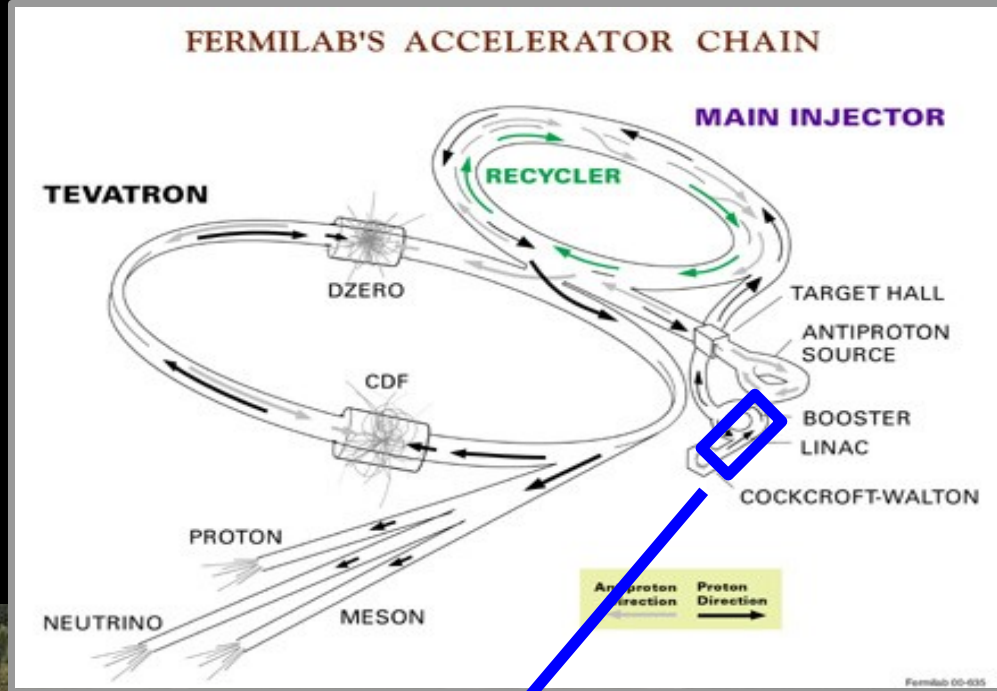 FERMILAB'S ACCELERATOR CHAIN
MAIN INJECTOR
RECYCLER
TEVATRON
DZERO
TARGET HALL
ANTIPROTON
SOURCE
CDF
BOOSTER
LINAC
COCKCROFT-WALTON
PROTON
NEUTRINO
MESON
Antiproton Proton
Direction Direction
Fermilab 00-635